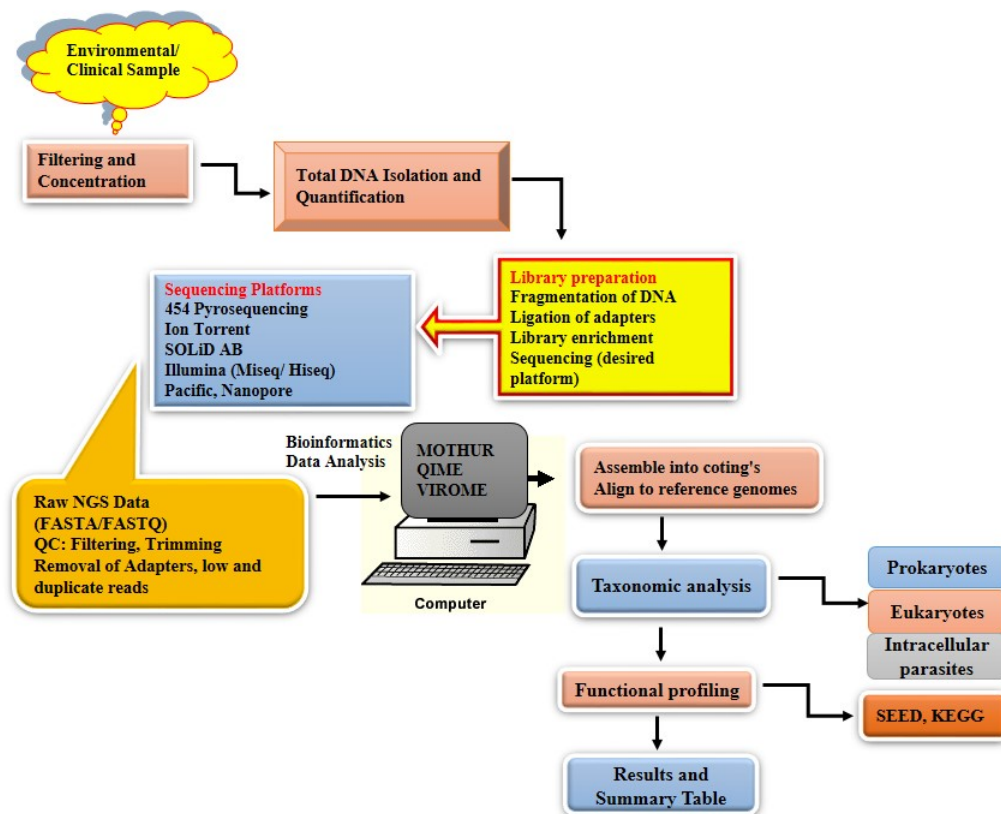 Environmental/
Clinical Sample
Filtering and
Concentration
Total DNA Isolation and
Quantification
Library preparation
Fragmentation of DNA
Ligation of adapters
Library enrichment
Sequencing (desired
platform)
Sequencing Platforms
454 Pyrosequencing
Ion Torrent
SOLiD AB
Illumina (Miseq/ Hiseq)
Pacific, Nanopore
Raw NGS Data
(FASTA/FASTQ)
QC: Filtering, Trimming
Removal of Adapters, low and
duplicate reads
Bioinformatics
Data Analysis
MOTHUR
QIME
VIROME
Computer
Assemble into coting's
Align to reference genomes
Taxonomic analysis
Prokaryotes
Eukaryotes
Intracellular
parasites
Functional profiling
SEED, KEGG
Results and
Summary Table